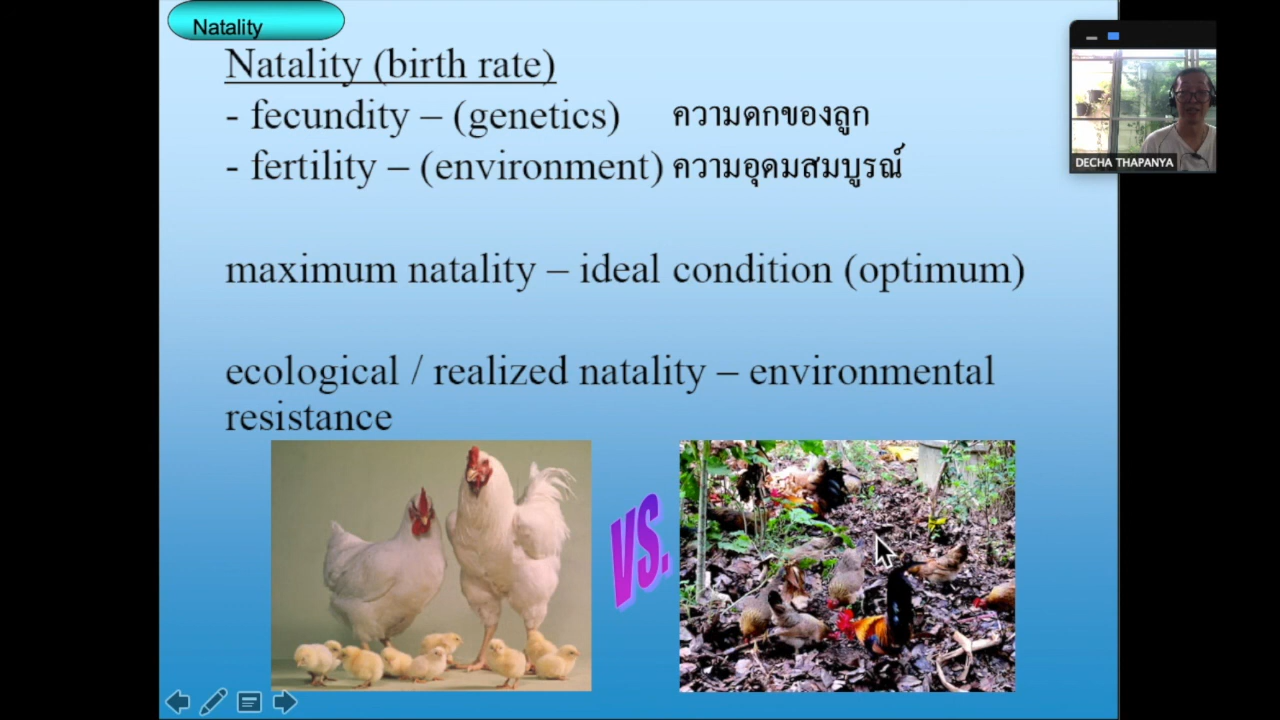 Natality
Natality (birth rate)
- fecundity – (genetics) ความดกของลูก
- fertility – (environment) ความอุดมสมบูรณ์
maximum natality – ideal condition (optimum)
ecological / realized natality – environmental
resistance
VS.
DECHA THAPANYA